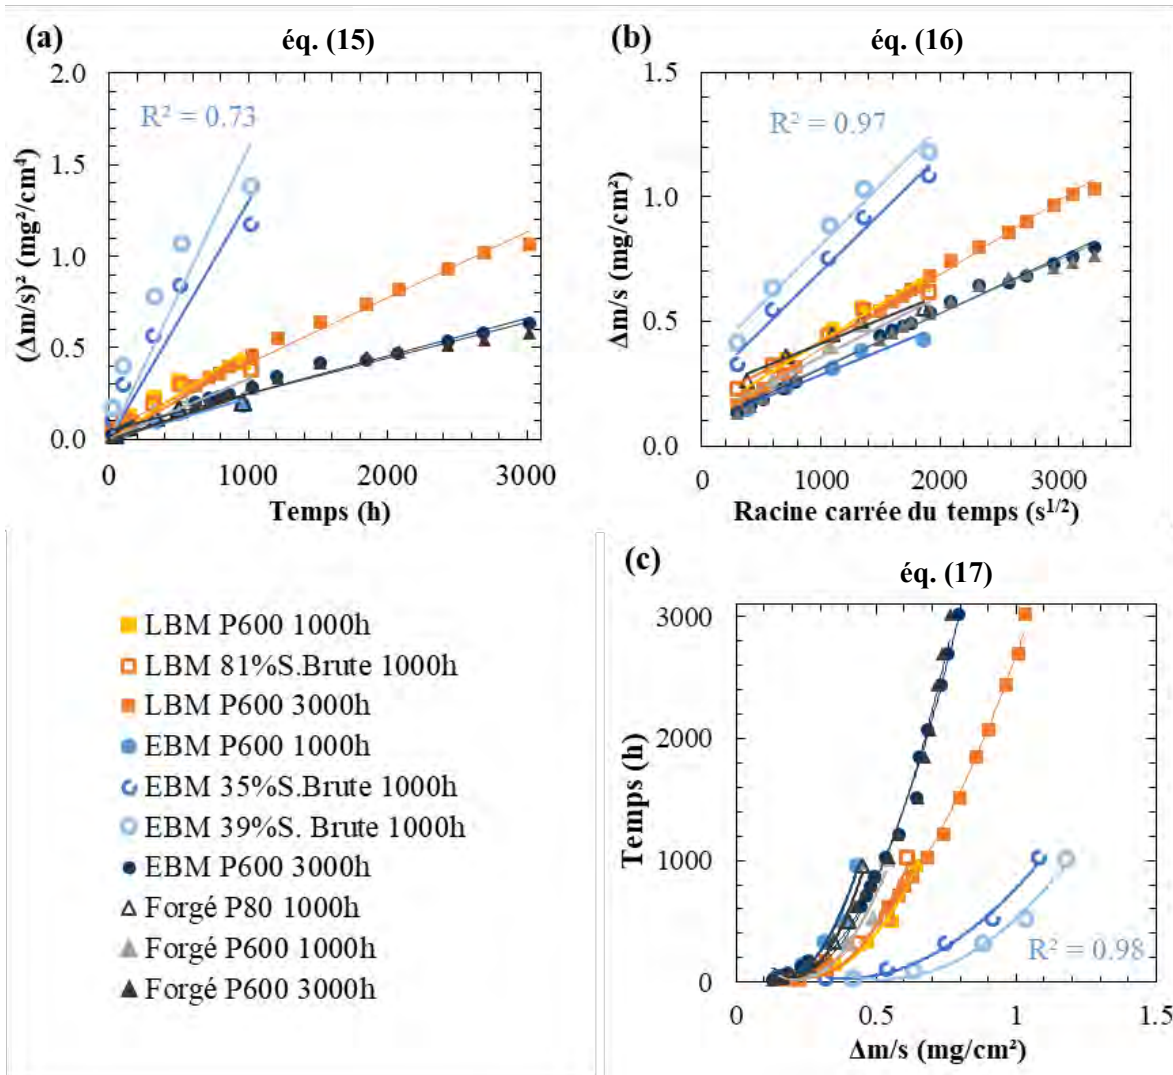 (a)
éq. (15)
(Δm/s)² (mg²/cm⁴)
2.0
1.5
1.0
0.5
0.0
R² = 0.73
0
1000
2000
3000
Temps (h)
(b)
éq. (16)
Δm/s (mg/cm²)
1.5
1.0
0.5
0.0
R² = 0.97
0
1000
2000
3000
Racine carrée du temps (s^1/2)
LBM P600 1000h
LBM 81%S.Brute 1000h
LBM P600 3000h
EBM P600 1000h
EBM 35%S.Brute 1000h
EBM 39%S. Brute 1000h
EBM P600 3000h
Forgé P80 1000h
Forgé P600 1000h
Forgé P600 3000h
(c)
éq. (17)
Temps (h)
3000
2000
1000
0
R² = 0.98
0
0.5
1
1.5
Δm/s (mg/cm²)